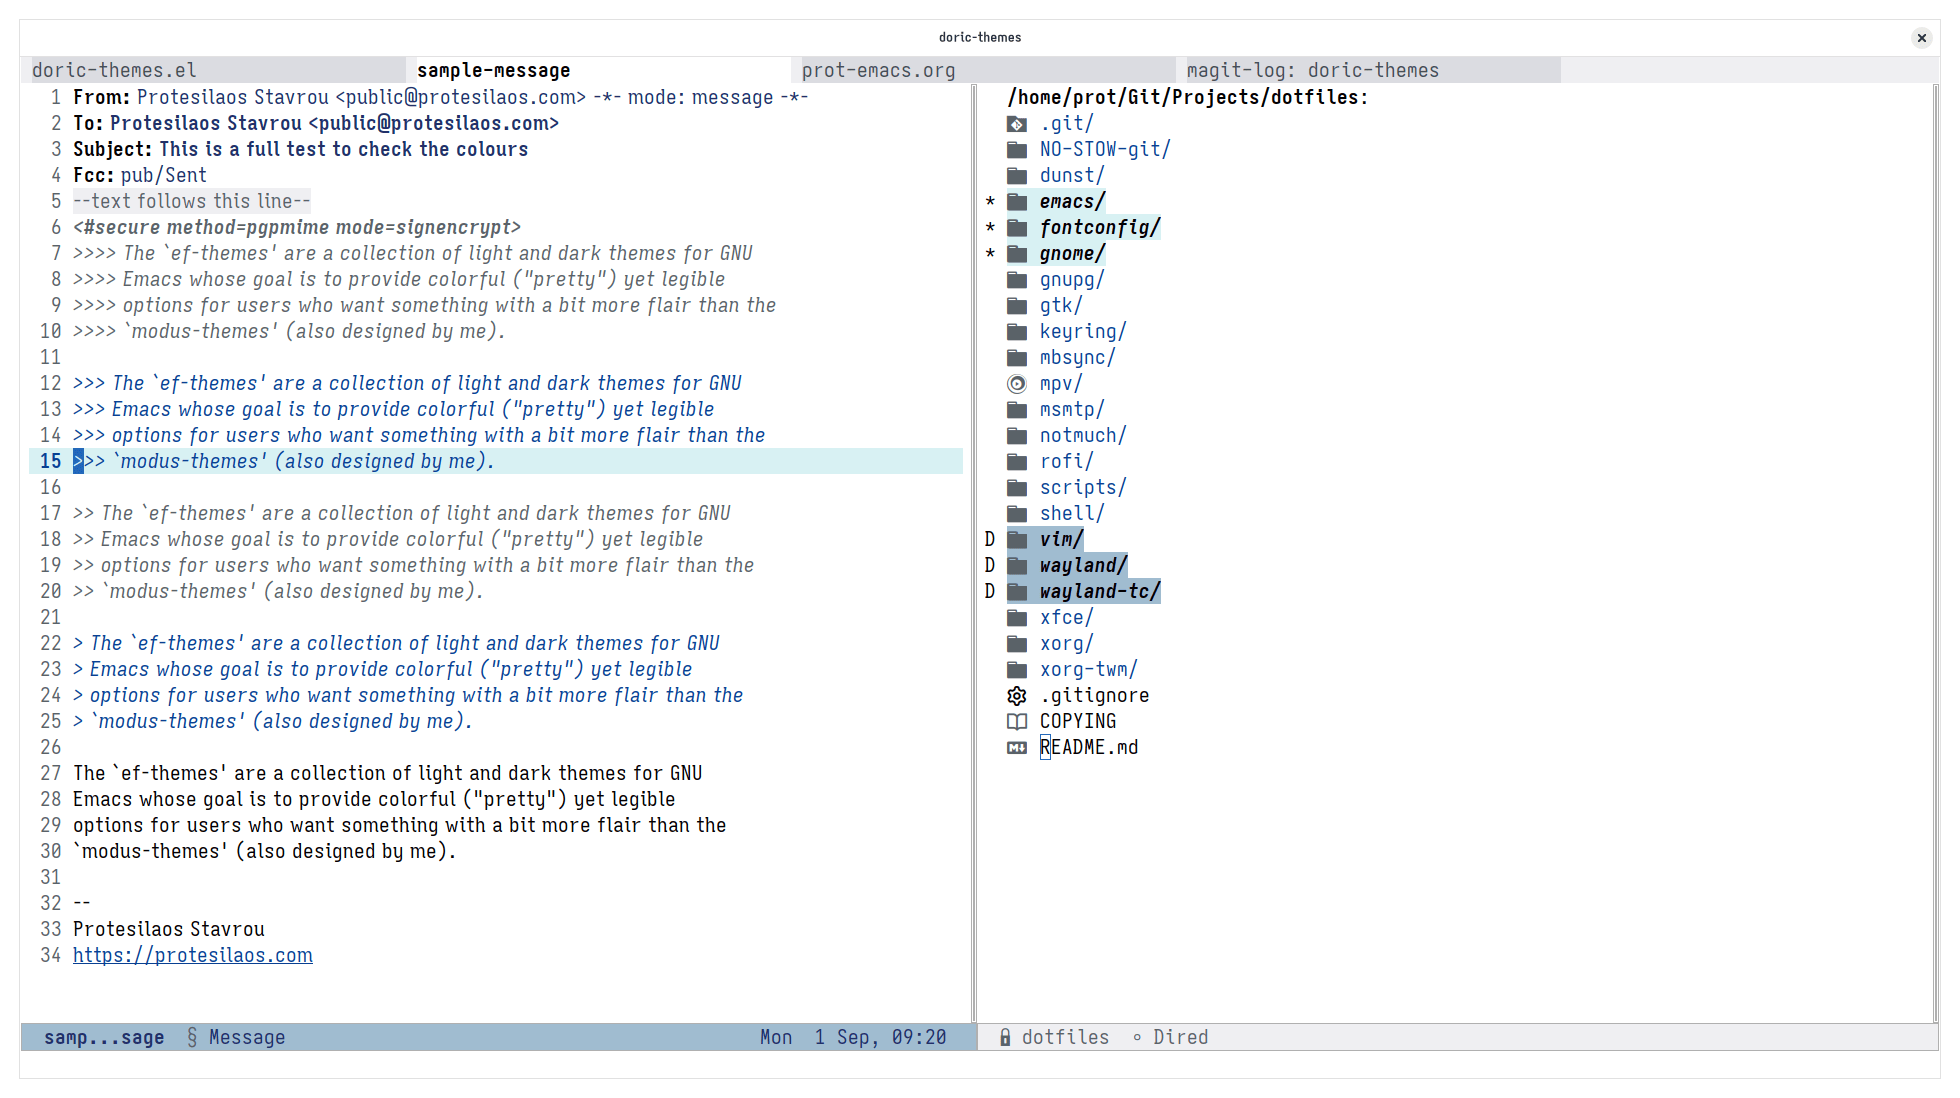 doric-themes
doric-themes.el
sample-message
prot-emacs.org
magit-log: doric-themes
1 From: Protesilaos Stavrou <public@protesilaos.com> -*- mode: message -*-
2 To: Protesilaos Stavrou <public@protesilaos.com>
3 Subject: This is a full test to check the colours
4 Fcc: pub/Sent
5 --text follows this line--
6 <#secure method=pgpmime mode=signencrypt>
7 >>>> The `ef-themes' are a collection of light and dark themes for GNU
8 >>>> Emacs whose goal is to provide colorful ("pretty") yet legible
9 >>>> options for users who want something with a bit more flair than the
10 >>>> `modus-themes' (also designed by me).
11
12 >>> The `ef-themes' are a collection of light and dark themes for GNU
13 >>> Emacs whose goal is to provide colorful ("pretty") yet legible
14 >>> options for users who want something with a bit more flair than the
15 >>> `modus-themes' (also designed by me).
16
17 >> The `ef-themes' are a collection of light and dark themes for GNU
18 >> Emacs whose goal is to provide colorful ("pretty") yet legible
19 >> options for users who want something with a bit more flair than the
20 >> `modus-themes' (also designed by me).
21
22 > The `ef-themes' are a collection of light and dark themes for GNU
23 > Emacs whose goal is to provide colorful ("pretty") yet legible
24 > options for users who want something with a bit more flair than the
25 > `modus-themes' (also designed by me).
26
27 The `ef-themes' are a collection of light and dark themes for GNU
28 Emacs whose goal is to provide colorful ("pretty") yet legible
29 options for users who want something with a bit more flair than the
30 `modus-themes' (also designed by me).
31
32 --
33 Protesilaos Stavrou
34 https://protesilaos.com
samp...sage § Message Mon 1 Sep, 09:20
/home/prot/Git/Projects/dotfiles:
.git/
NO-STOW-git/
dunst/
* emacs/
* fontconfig/
* gnome/
gnupg/
gtk/
keyring/
mbsync/
mpv/
msmtp/
notmuch/
rofi/
scripts/
shell/
D vim/
D wayland/
D wayland-tc/
xfce/
xorg/
xorg-twm/
.gitignore
COPYING
README.md
dotfiles ∘ Dired